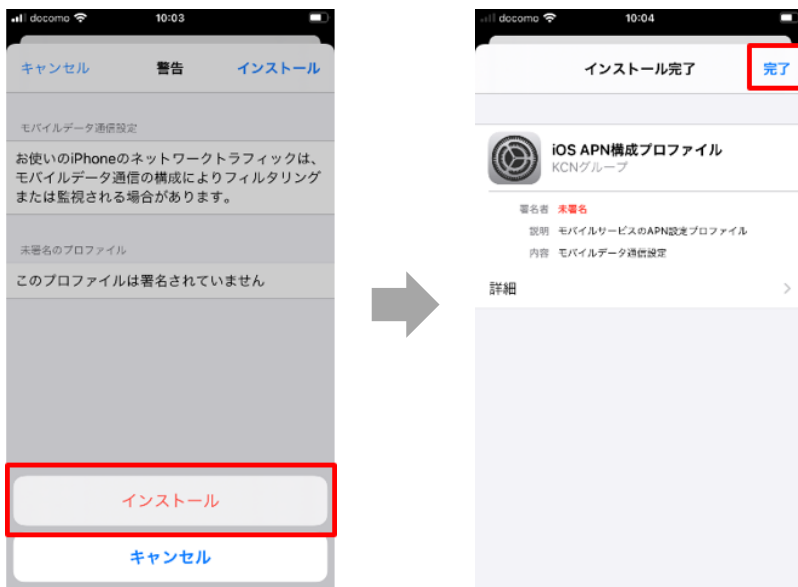 docomo 10:03
キャンセル 警告 インストール
モバイルデータ通信設定
お使いのiPhoneのネットワークトラフィックは、
モバイルデータ通信の構成によりフィルタリング
または監視される場合があります。
未署名のプロファイル
このプロファイルは署名されていません
インストール
キャンセル
docomo 10:04
インストール完了 完了
iOS APN構成プロファイル
KCNグループ
署名者 未署名
説明 モバイルサービスのAPN設定プロファイル
内容 モバイルデータ通信設定
詳細